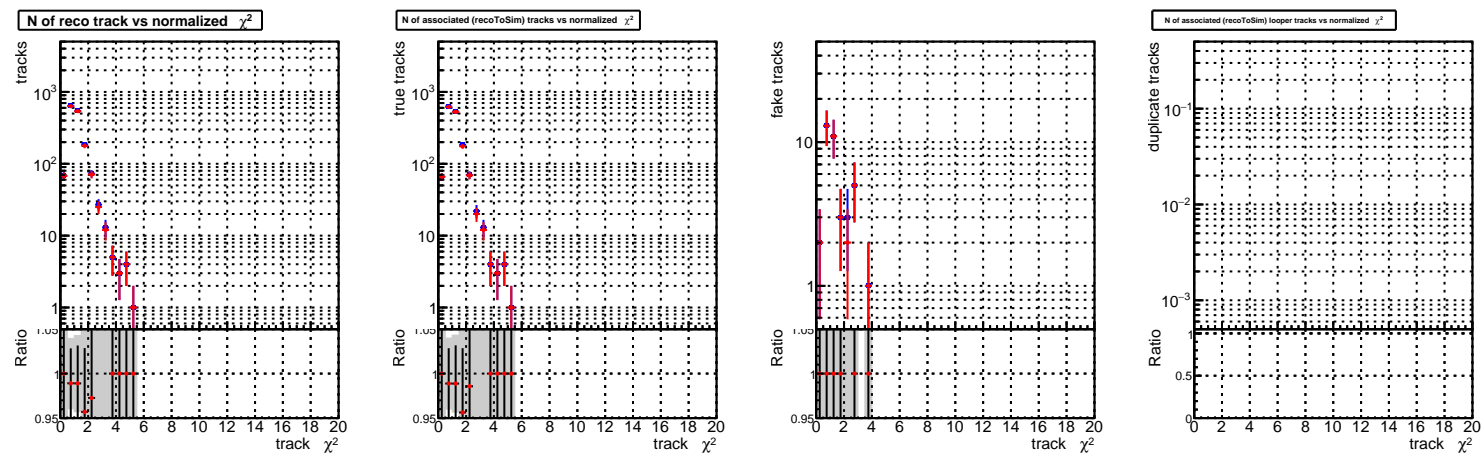 N of reco track vs normalized χ²
tracks
10³
10²
10
1
Ratio
1.05
1
0.95
0 2 4 6 8 10 12 14 16 18 20
track χ²
N of associated (recoToSim) tracks vs normalized χ²
true tracks
10³
10²
10
1
Ratio
1.05
1
0.95
0 2 4 6 8 10 12 14 16 18 20
track χ²
fake tracks
10
1
Ratio
1.05
1
0.95
0 2 4 6 8 10 12 14 16 18 20
track χ²
N of associated (recoToSim) looper tracks vs normalized χ²
duplicate tracks
10⁻¹
10⁻²
10⁻³
Ratio
1
0.5
0
0 2 4 6 8 10 12 14 16 18 20
track χ²